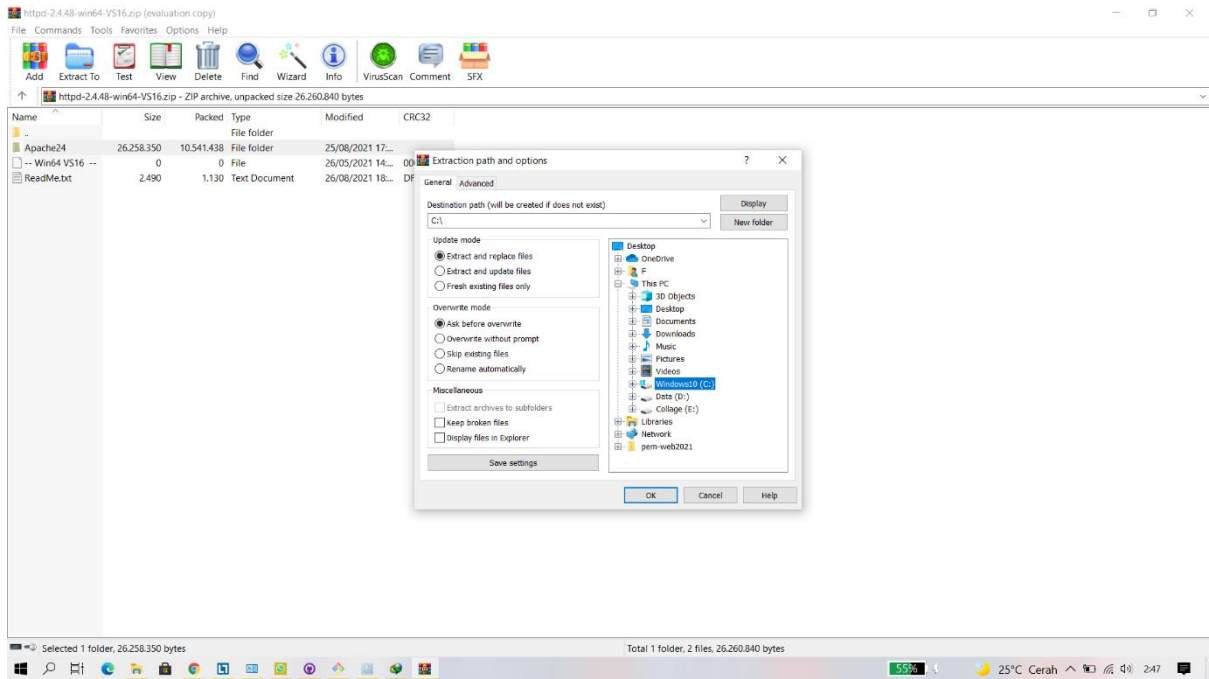 httpd-2.4.48-win64-VS16.zip (evaluation copy)
File Commands Tools Favorites Options Help
Add Extract To Test View Delete Find Wizard Info VirusScan Comment SFX
httpd-2.4.48-win64-VS16.zip - ZIP archive, unpacked size 26.260.840 bytes
Name Size Packed Type Modified CRC32
.. File folder
Apache24 26.258.350 10.541.438 File folder 25/08/2021 17:...
-- Win64 VS16 -- 0 0 File 26/05/2021 14:... 00
ReadMe.txt 2.490 1.130 Text Document 26/08/2021 18:... DF
Extraction path and options ?
General Advanced
Destination path (will be created if does not exist)
C:\
Display
New folder
Update mode
Extract and replace files
Extract and update files
Fresh existing files only
Overwrite mode
Ask before overwrite
Overwrite without prompt
Skip existing files
Rename automatically
Miscellaneous
Extract archives to subfolders
Keep broken files
Display files in Explorer
Save settings
Desktop
OneDrive
F
This PC
3D Objects
Desktop
Documents
Downloads
Music
Pictures
Videos
Windows10 (C:)
Data (D:)
Collage (E:)
Libraries
Network
pem-web2021
OK Cancel Help
Selected 1 folder, 26.258.350 bytes
Total 1 folder, 2 files, 26.260.840 bytes
55% 25°C Cerah 2:47